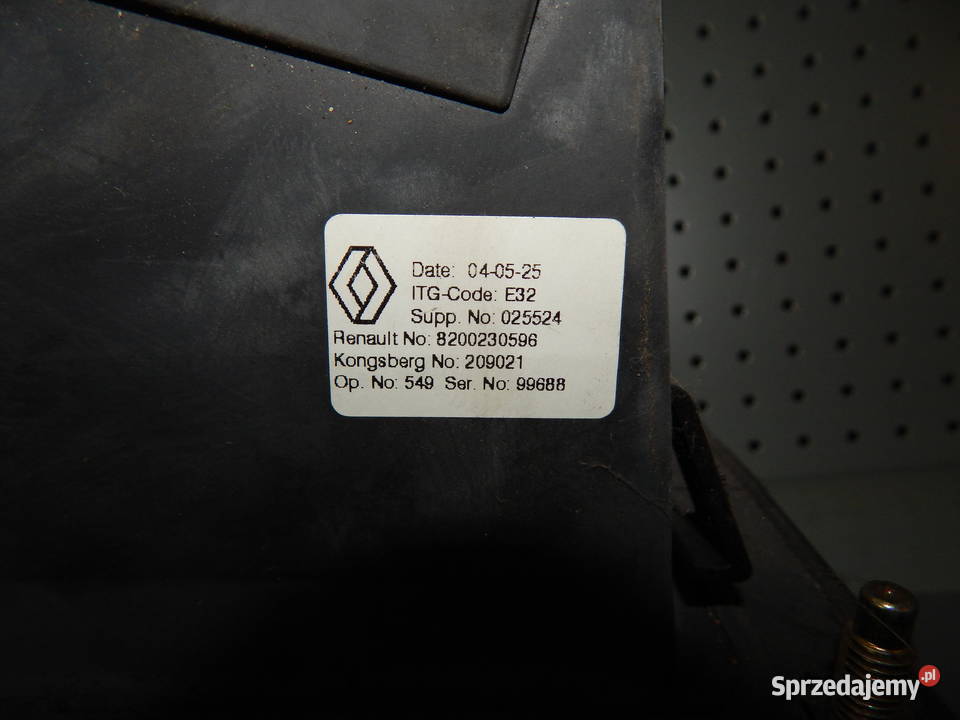 Date: 04-05-25
ITG-Code: E32
Supp. No: 025524
Renault No: 8200230596
Kongsberg No: 209021
Op. No: 549 Ser. No: 99688
Sprzedajemy.pl